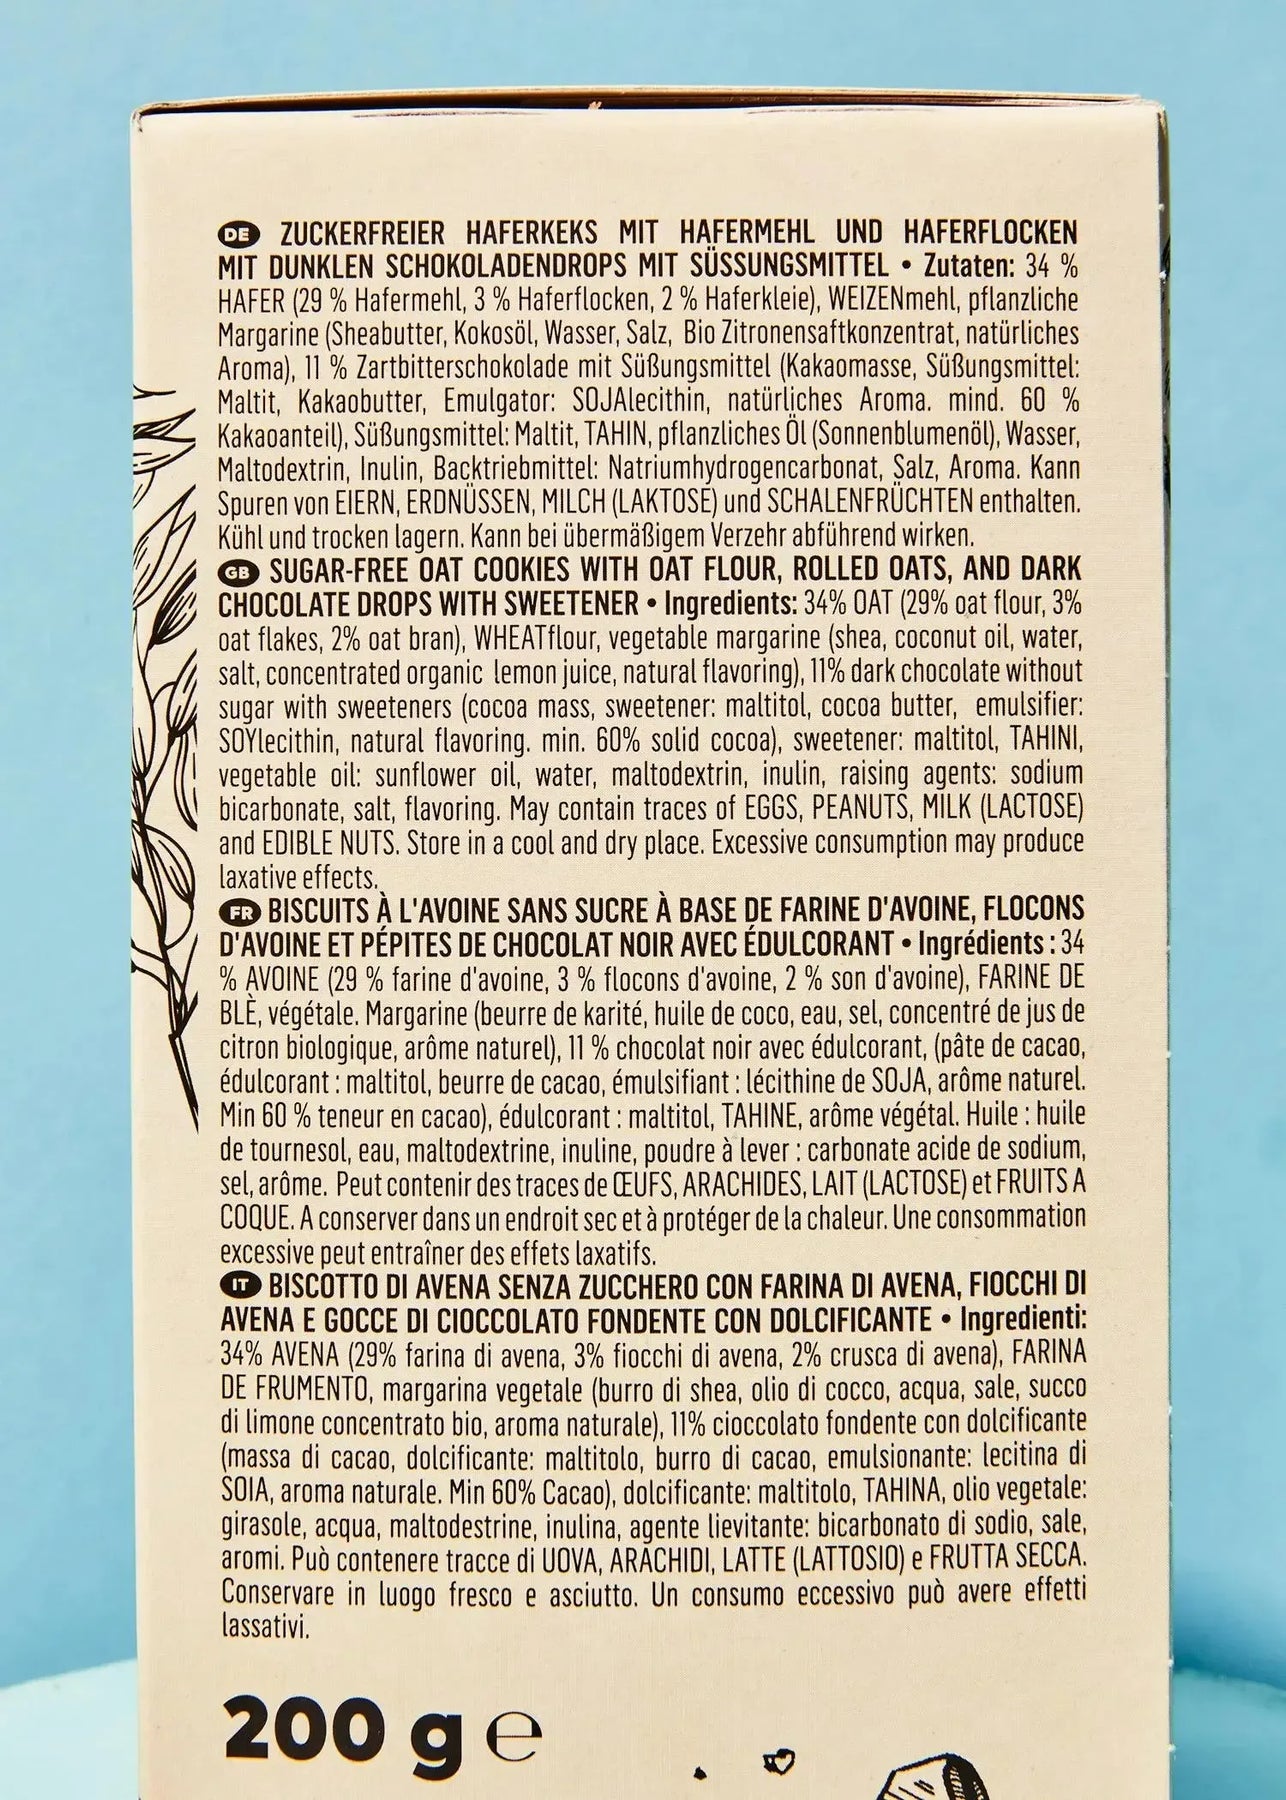 DE ZUCKERFREIER HAFERKEKS MIT HAFERMEHL UND HAFERFLOCKEN
MIT DUNKLEN SCHOKOLADENDROPS MIT SÜSSUNGSMITTEL • Zutaten: 34 %
HAFER (29 % Hafermehl, 3 % Haferflocken, 2 % Haferkleie), WEIZENmehl, pflanzliche
Margarine (Sheabutter, Kokosöl, Wasser, Salz, Bio Zitronensaftkonzentrat, natürliches
Aroma), 11 % Zartbitterschokolade mit Süßungsmittel (Kakaomasse, Süßungsmittel:
Maltit, Kakaobutter, Emulgator: SOJAlecithin, natürliches Aroma. mind. 60 %
Kakaoanteil), Süßungsmittel: Maltit, TAHIN, pflanzliches Öl (Sonnenblumenöl), Wasser,
Maltodextrin, Inulin, Backtriebmittel: Natriumhydrogencarbonat, Salz, Aroma. Kann
Spuren von EIERN, ERDNÜSSEN, MILCH (LAKTOSE) und SCHALENFRÜCHTEN enthalten.
Kühl und trocken lagern. Kann bei übermäßigem Verzehr abführend wirken.
GB SUGAR-FREE OAT COOKIES WITH OAT FLOUR, ROLLED OATS, AND DARK
CHOCOLATE DROPS WITH SWEETENER • Ingredients: 34% OAT (29% oat flour, 3%
oat flakes, 2% oat bran), WHEATflour, vegetable margarine (shea, coconut oil, water,
salt, concentrated organic lemon juice, natural flavoring), 11% dark chocolate without
sugar with sweeteners (cocoa mass, sweetener: maltitol, cocoa butter, emulsifier:
SOYlecithin, natural flavoring. min. 60% solid cocoa), sweetener: maltitol, TAHINI,
vegetable oil: sunflower oil, water, maltodextrin, inulin, raising agents: sodium
bicarbonate, salt, flavoring. May contain traces of EGGS, PEANUTS, MILK (LACTOSE)
and EDIBLE NUTS. Store in a cool and dry place. Excessive consumption may produce
laxative effects.
FR BISCUITS À L'AVOINE SANS SUCRE À BASE DE FARINE D'AVOINE, FLOCONS
D'AVOINE ET PÉPITES DE CHOCOLAT NOIR AVEC ÉDULCORANT • Ingrédients : 34
% AVOINE (29 % farine d'avoine, 3 % flocons d'avoine, 2 % son d'avoine), FARINE DE
BLÈ, végétale. Margarine (beurre de karité, huile de coco, eau, sel, concentré de jus de
citron biologique, arôme naturel), 11 % chocolat noir avec édulcorant, (pâte de cacao,
édulcorant : maltitol, beurre de cacao, émulsifiant : lécithine de SOJA, arôme naturel.
Min 60 % teneur en cacao), édulcorant : maltitol, TAHINE, arôme végétal. Huile : huile
de tournesol, eau, maltodextrine, inuline, poudre à lever : carbonate acide de sodium,
sel, arôme. Peut contenir des traces de ŒUFS, ARACHIDES, LAIT (LACTOSE) et FRUITS A
COQUE. A conserver dans un endroit sec et à protéger de la chaleur. Une consommation
excessive peut entraîner des effets laxatifs.
IT BISCOTTO DI AVENA SENZA ZUCCHERO CON FARINA DI AVENA, FIOCCHI DI
AVENA E GOCCE DI CIOCCOLATO FONDENTE CON DOLCIFICANTE • Ingredienti:
34% AVENA (29% farina di avena, 3% fiocchi di avena, 2% crusca di avena), FARINA
DE FRUMENTO, margarina vegetale (burro di shea, olio di cocco, acqua, sale, succo
di limone concentrato bio, aroma naturale), 11% cioccolato fondente con dolcificante
(massa di cacao, dolcificante: maltitolo, burro di cacao, emulsionante: lecitina di
SOIA, aroma naturale. Min 60% Cacao), dolcificante: maltitolo, TAHINA, olio vegetale:
girasole, acqua, maltodestrine, inulina, agente lievitante: bicarbonato di sodio, sale,
aromi. Può contenere tracce di UOVA, ARACHIDI, LATTE (LATTOSIO) e FRUTTA SECCA.
Conservare in luogo fresco e asciutto. Un consumo eccessivo può avere effetti
lassativi.
200 g ℮